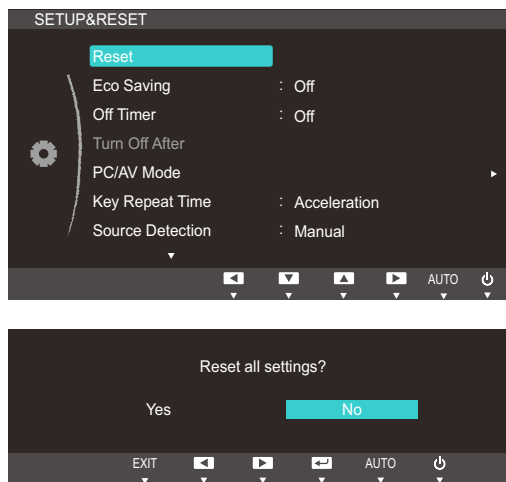 SETUP&RESET
Reset
Eco Saving : Off
Off Timer : Off
Turn Off After
PC/AV Mode
Key Repeat Time : Acceleration
Source Detection : Manual
AUTO
Reset all settings?
Yes No
EXIT AUTO